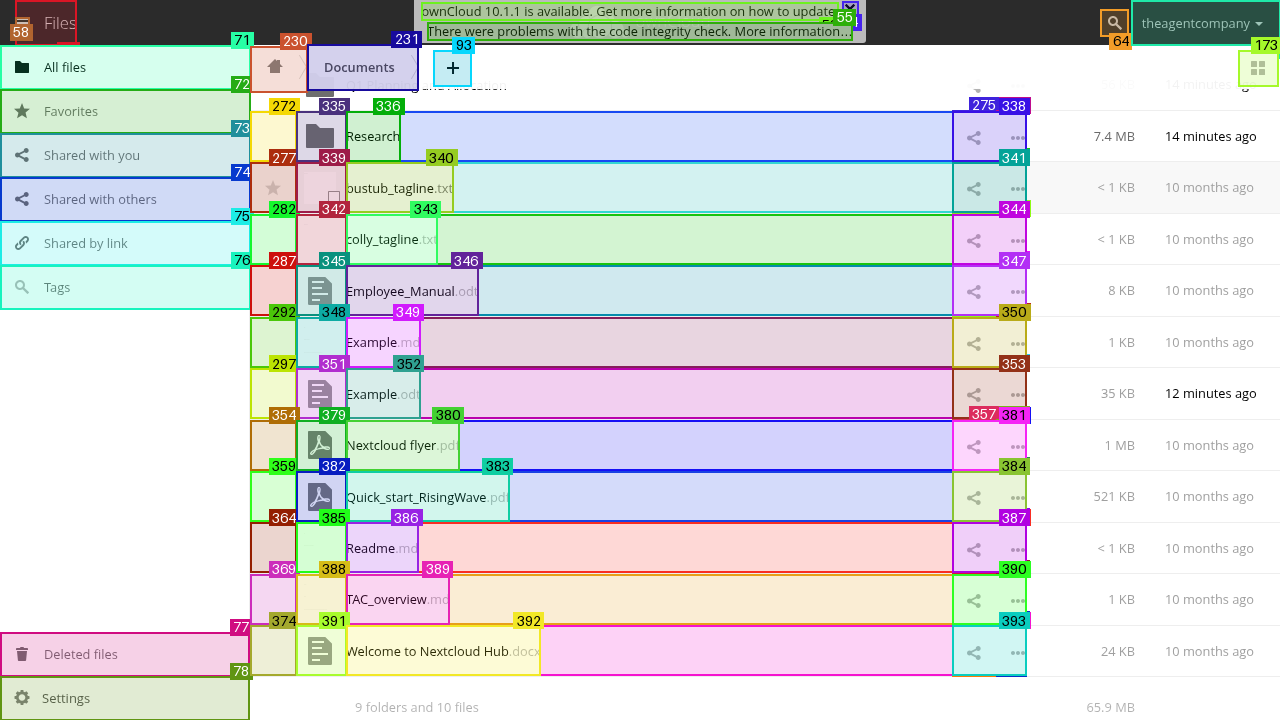 Files
58
ownCloud 10.1.1 is available. Get more information on how to update.
There were problems with the code integrity check. More information...
55
64
theagentcompany
71
All files
230
Documents
231
93
173
72
Favorites
14 minutes ago
73
Shared with you
272
335
336
Research
275
338
7.4 MB
14 minutes ago
277
339
340
bustub_tagline.txt
341
< 1 KB
10 months ago
74
Shared with others
282
342
343
colly_tagline.txt
344
< 1 KB
10 months ago
75
Shared by link
287
345
346
Employee_Manual.odt
347
8 KB
10 months ago
76
Tags
292
348
349
Example.md
350
1 KB
10 months ago
297
351
352
Example.odt
353
35 KB
12 minutes ago
354
379
380
Nextcloud flyer.pdf
357
381
1 MB
10 months ago
359
382
383
Quick_start_RisingWave.pdf
384
521 KB
10 months ago
364
385
386
Readme.md
387
< 1 KB
10 months ago
369
388
389
TAC_overview.md
390
1 KB
10 months ago
374
391
392
Welcome to Nextcloud Hub.docx
393
24 KB
10 months ago
77
Deleted files
78
Settings
9 folders and 10 files
65.9 MB